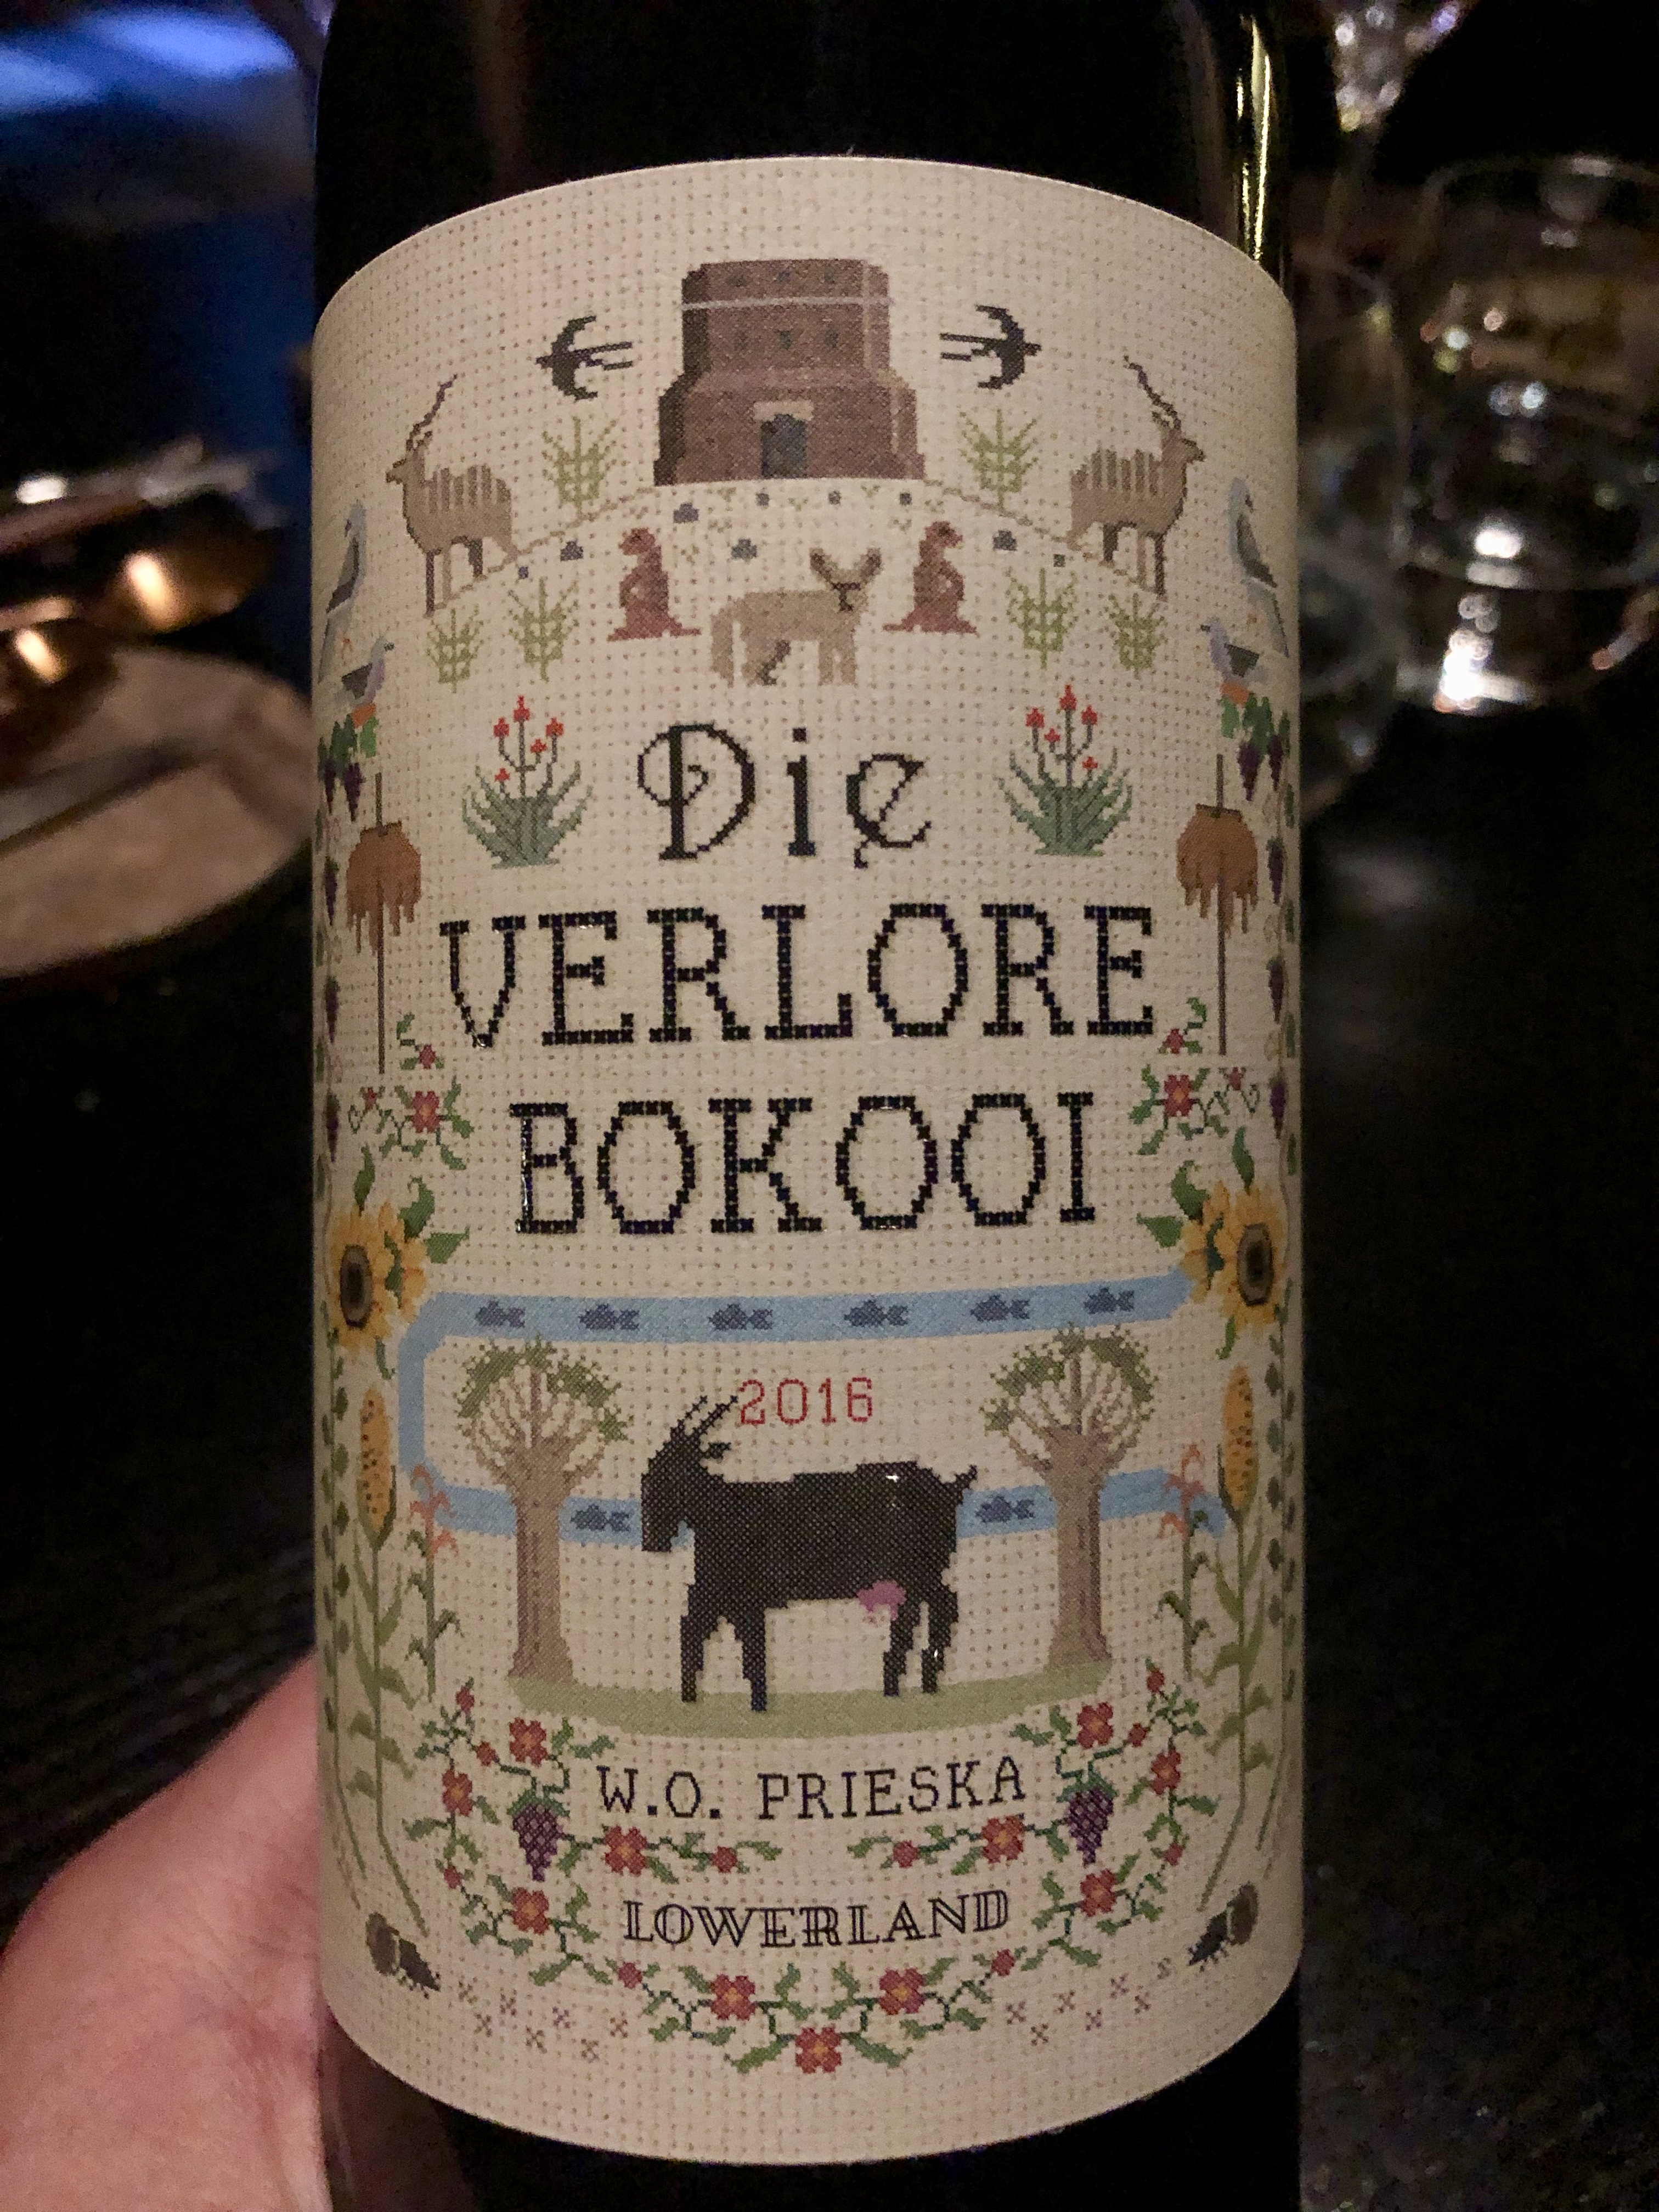 Die
VERLORE
BOKOOI
2016
W.O. PRIESKA
LOWERLAND